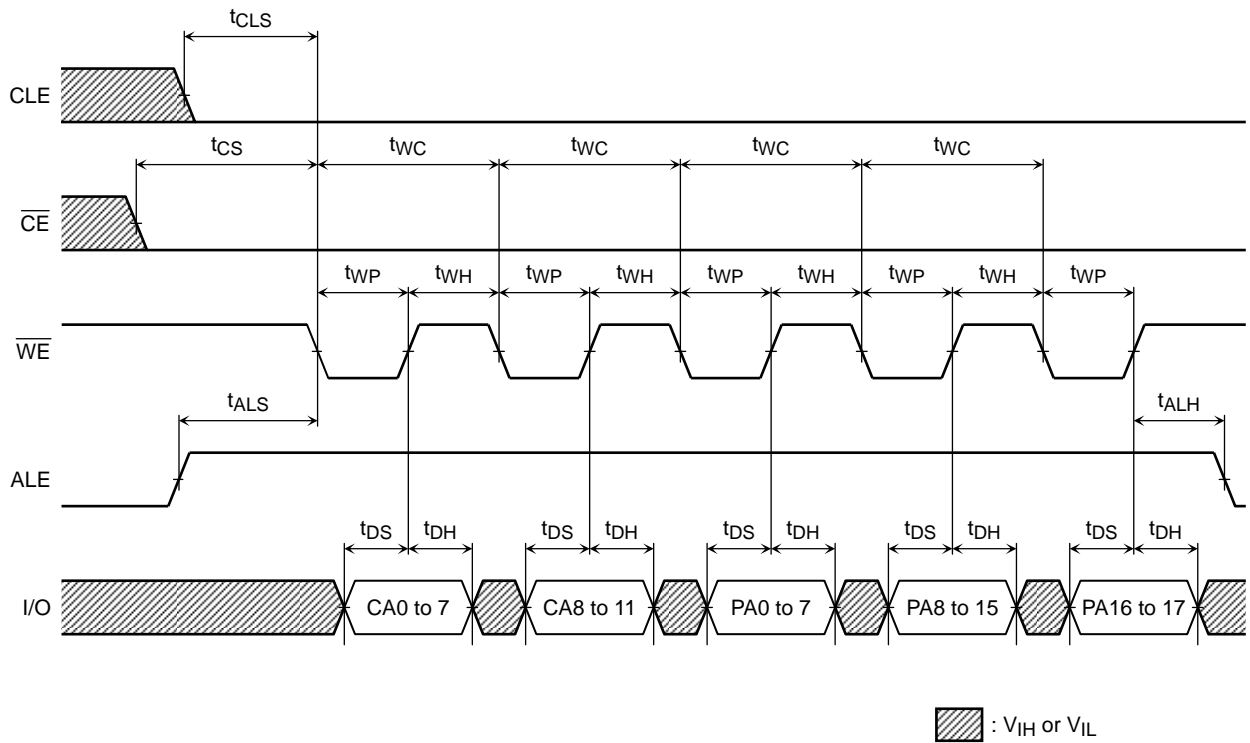 tCLS
CLE
tCS tWC tWC tWC tWC
CE
tWP tWH tWP tWH tWP tWH tWP tWH tWP
WE
tALS tALH
ALE
tDS tDH tDS tDH tDS tDH tDS tDH tDS tDH
I/O CA0 to 7 CA8 to 11 PA0 to 7 PA8 to 15 PA16 to 17
: VIH or VIL